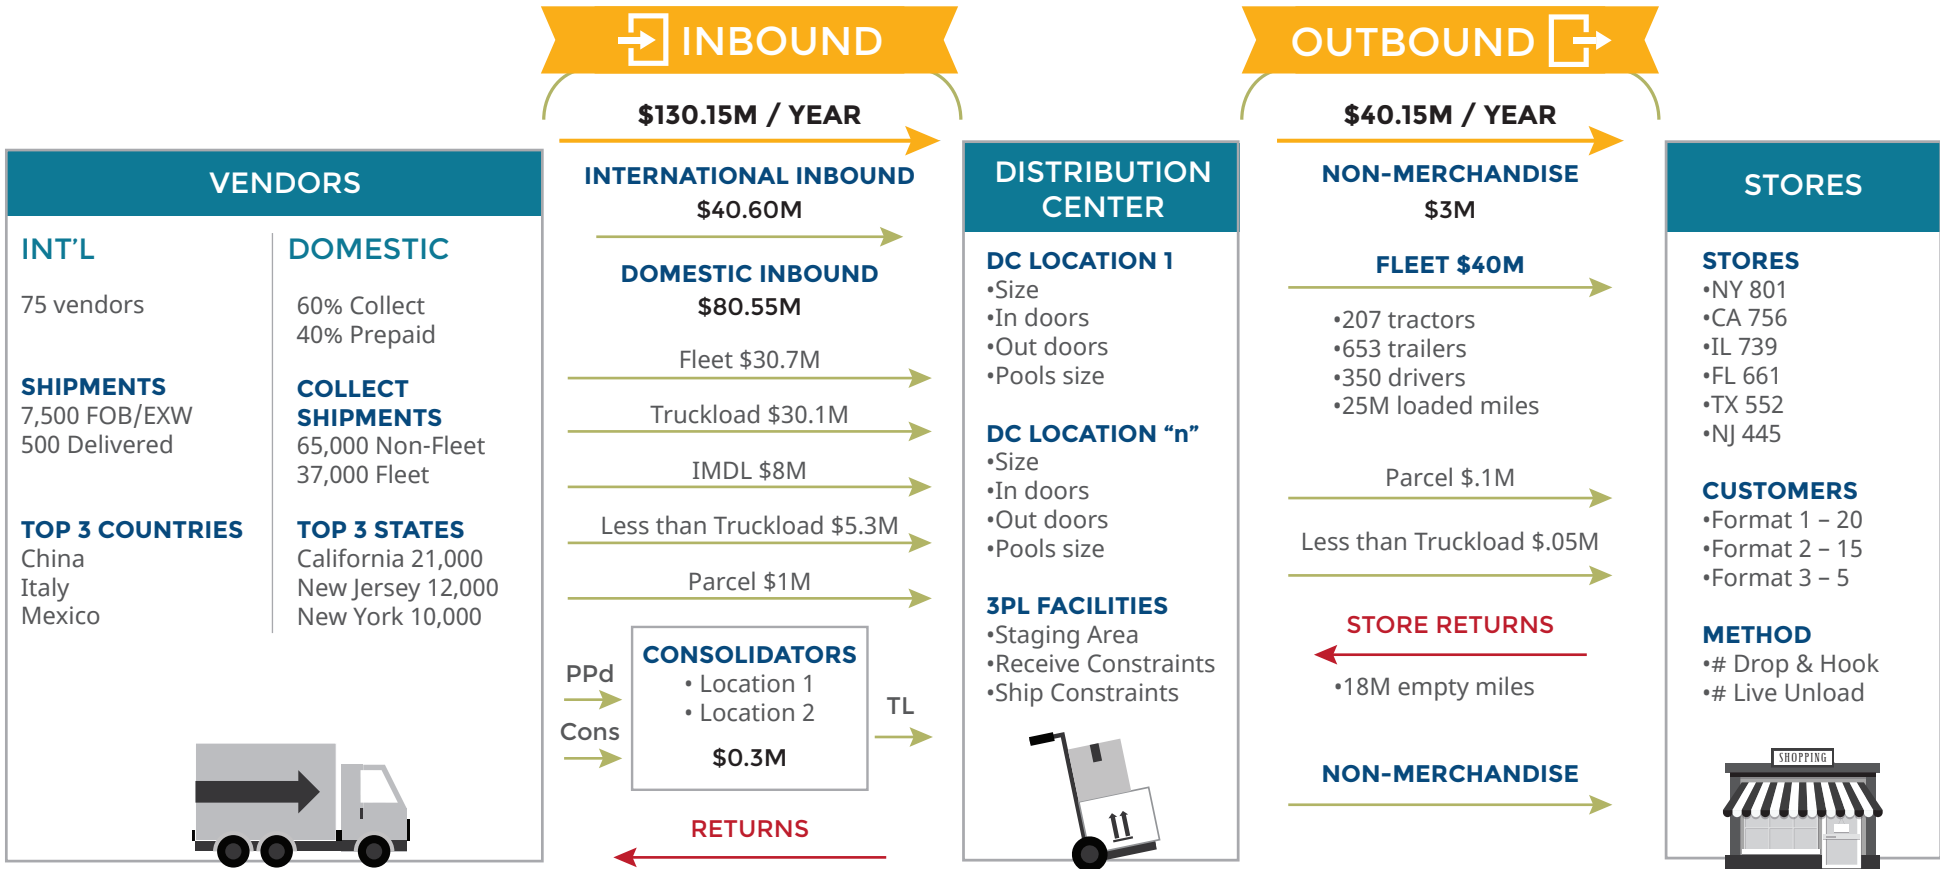 INBOUND
OUTBOUND
$130.15M / YEAR
$40.15M / YEAR
VENDORS
INT’L
75 vendors
SHIPMENTS
7,500 FOB/EXW
500 Delivered
TOP 3 COUNTRIES
China
Italy
Mexico
DOMESTIC
60% Collect
40% Prepaid
COLLECT
SHIPMENTS
65,000 Non-Fleet
37,000 Fleet
TOP 3 STATES
California 21,000
New Jersey 12,000
New York 10,000
INTERNATIONAL INBOUND
$40.60M
DOMESTIC INBOUND
$80.55M
Fleet $30.7M
Truckload $30.1M
IMDL $8M
Less than Truckload $5.3M
Parcel $1M
PPd
Cons
CONSOLIDATORS
• Location 1
• Location 2
$0.3M
TL
RETURNS
DISTRIBUTION
CENTER
DC LOCATION 1
•Size
•In doors
•Out doors
•Pools size
DC LOCATION “n”
•Size
•In doors
•Out doors
•Pools size
3PL FACILITIES
•Staging Area
•Receive Constraints
•Ship Constraints
NON-MERCHANDISE
$3M
FLEET $40M
•207 tractors
•653 trailers
•350 drivers
•25M loaded miles
Parcel $.1M
Less than Truckload $.05M
STORE RETURNS
•18M empty miles
NON-MERCHANDISE
STORES
STORES
•NY 801
•CA 756
•IL 739
•FL 661
•TX 552
•NJ 445
CUSTOMERS
•Format 1 – 20
•Format 2 – 15
•Format 3 – 5
METHOD
•# Drop & Hook
•# Live Unload
SHOPPING